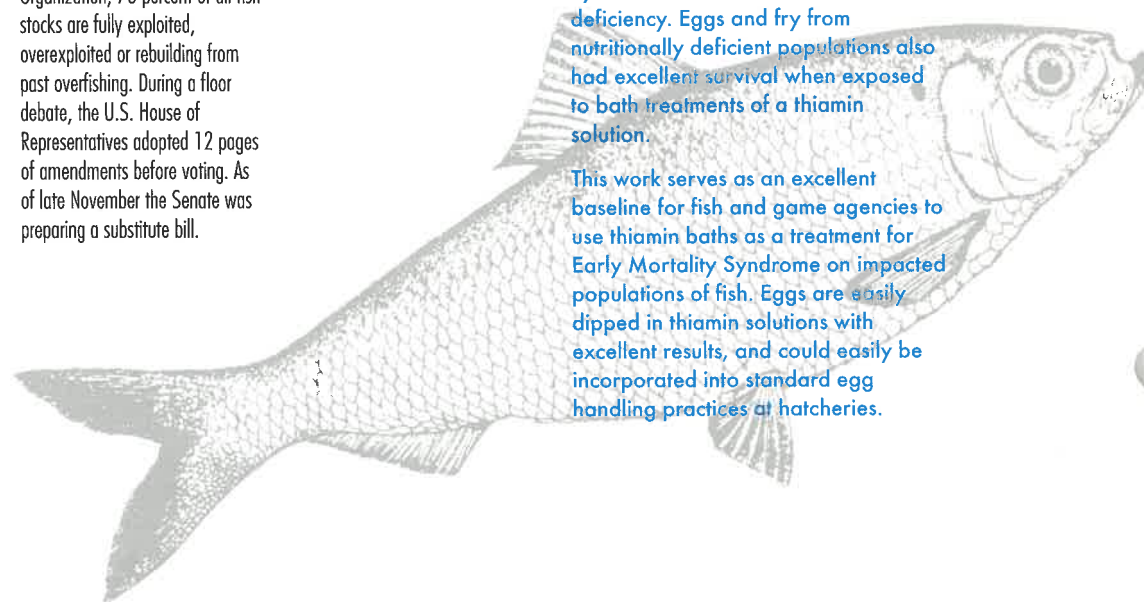 stocks are fully exploited,
overexploited or rebuilding from
past overfishing. During a floor
debate, the U.S. House of
Representatives adopted 12 pages
of amendments before voting. As
of late November the Senate was
preparing a substitute bill.
deficiency. Eggs and fry from
nutritionally deficient populations also
had excellent survival when exposed
to bath treatments of a thiamin
solution.
This work serves as an excellent
baseline for fish and game agencies to
use thiamin baths as a treatment for
Early Mortality Syndrome on impacted
populations of fish. Eggs are easily
dipped in thiamin solutions with
excellent results, and could easily be
incorporated into standard egg
handling practices at hatcheries.